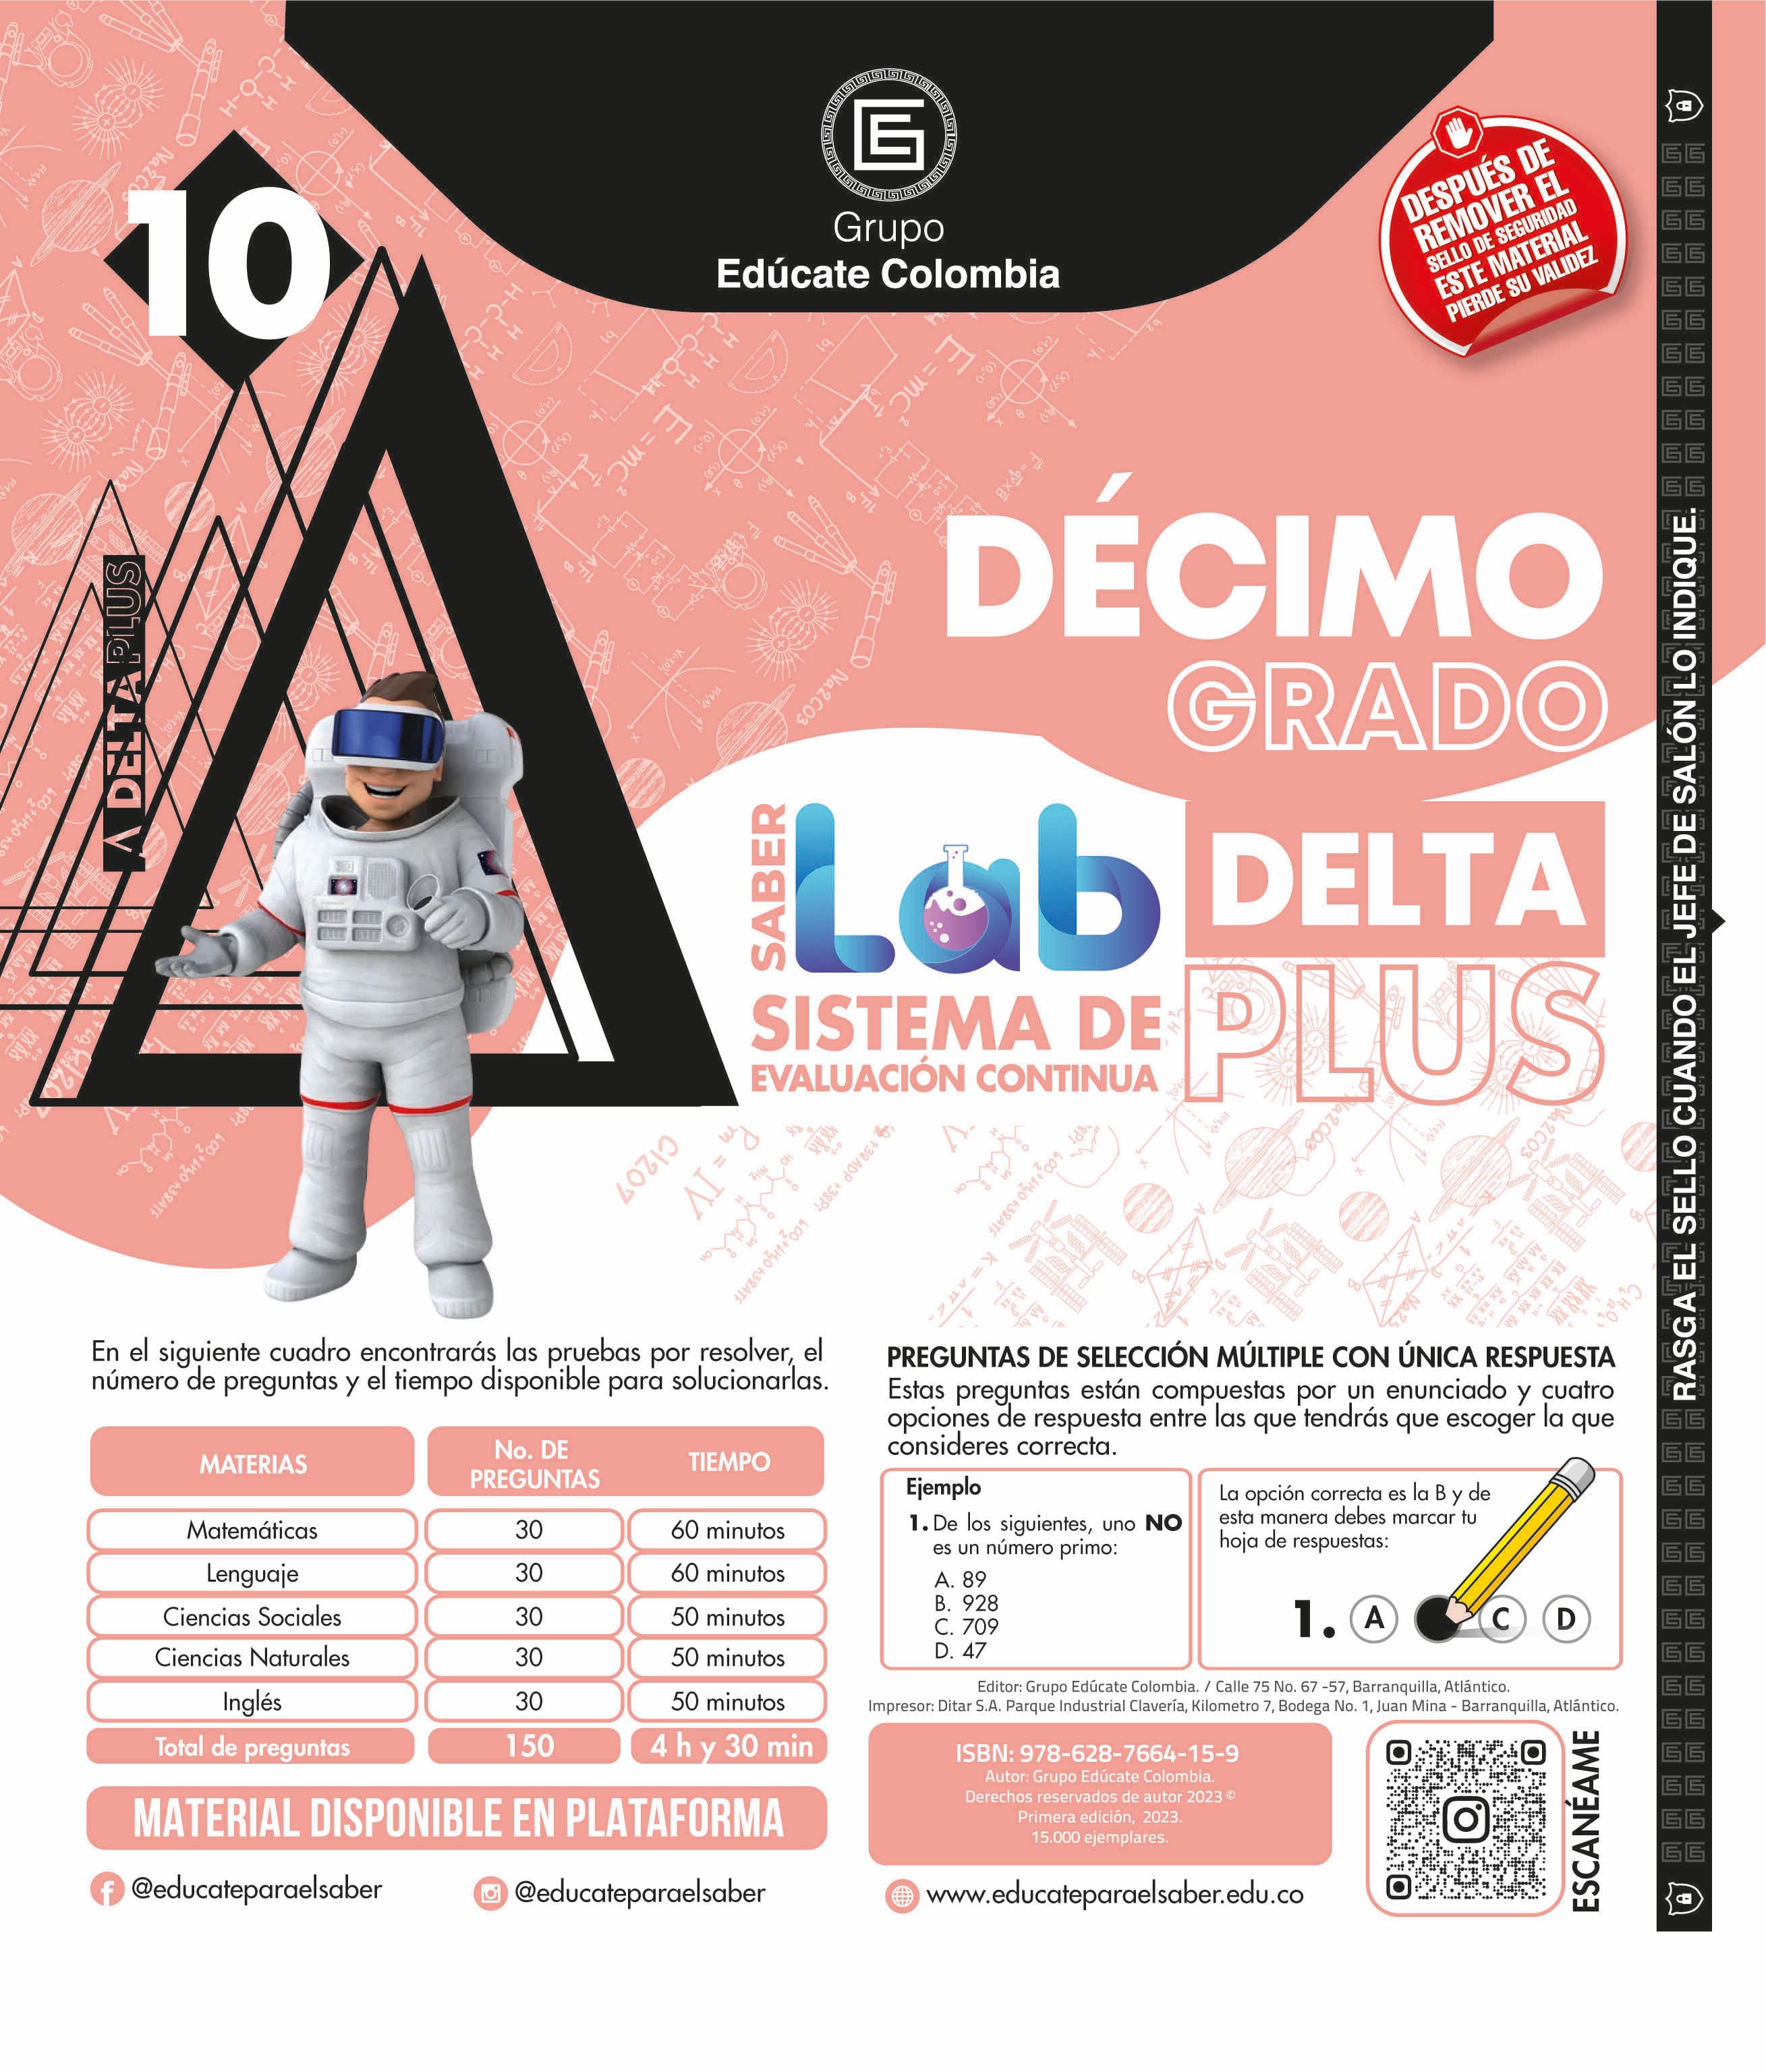 Grupo
Edúcate Colombia
10
DESPUÉS DE
REMOVER EL
SELLO DE SEGURIDAD
ESTE MATERIAL
PIERDE SU VALIDEZ
DELTA PLUS
DÉCIMO
GRADO
SABER
Lab
SISTEMA DE
EVALUACIÓN CONTINUA
DELTA
PLUS
RASGA EL SELLO CUANDO EL JEFE DE SALÓN LO INDIQUE.
En el siguiente cuadro encontrarás las pruebas por resolver, el
número de preguntas y el tiempo disponible para solucionarlas.
MATERIAS No. DE PREGUNTAS TIEMPO
Matemáticas 30 60 minutos
Lenguaje 30 60 minutos
Ciencias Sociales 30 50 minutos
Ciencias Naturales 30 50 minutos
Inglés 30 50 minutos
Total de preguntas 150 4 h y 30 min
MATERIAL DISPONIBLE EN PLATAFORMA
@educateparaelsaber @educateparaelsaber
PREGUNTAS DE SELECCIÓN MÚLTIPLE CON ÚNICA RESPUESTA
Estas preguntas están compuestas por un enunciado y cuatro
opciones de respuesta entre las que tendrás que escoger la que
consideres correcta.
Ejemplo
1. De los siguientes, uno NO
es un número primo:
A. 89
B. 928
C. 709
D. 47
La opción correcta es la B y de
esta manera debes marcar tu
hoja de respuestas:
1. A C D
Editor: Grupo Edúcate Colombia. / Calle 75 No. 67 -57, Barranquilla, Atlántico.
Impresor: Ditar S.A. Parque Industrial Clavería, Kilometro 7, Bodega No. 1, Juan Mina - Barranquilla, Atlántico.
ISBN: 978-628-7664-15-9
Autor: Grupo Edúcate Colombia.
Derechos reservados de autor 2023 ©
Primera edición, 2023.
15.000 ejemplares.
www.educateparaelsaber.edu.co
ESCANÉAME